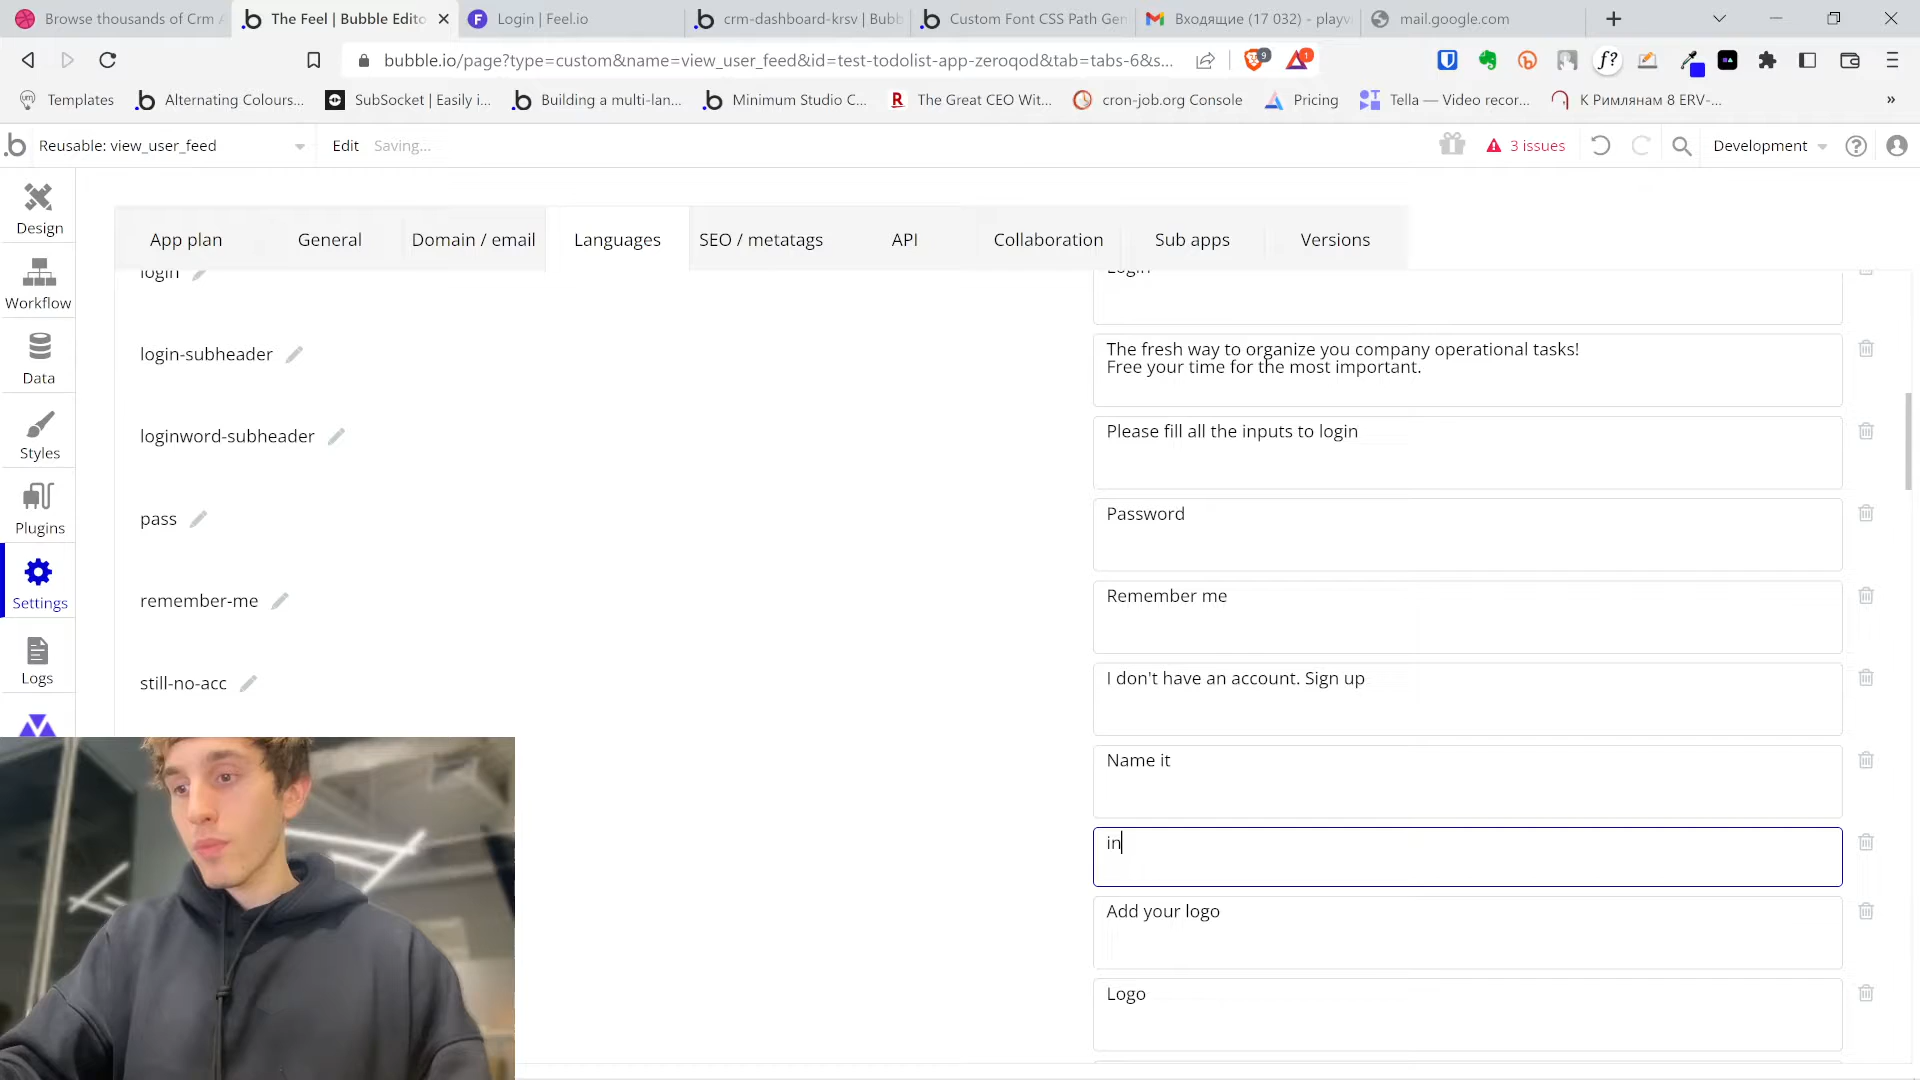 Browse thousands of Crm
The Feel | Bubble Edito
Login | Feel.io
crm-dashboard-krsv | Bubb
Custom Font CSS Path Gen
Входящие (17 032) - playv
mail.google.com
bubble.io/page?type=custom&name=view_user_feed&id=test-todolist-app-zeroqod&tab=tabs-6&s...
9
1
Templates
Alternating Colours...
SubSocket | Easily i...
Building a multi-lan...
Minimum Studio C...
The Great CEO Wit...
cron-job.org Console
Pricing
Tella — Video recor...
К Римлянам 8 ERV-...
»
Reusable: view_user_feed
Edit
Saving...
3 issues
Development
Design
Workflow
Data
Styles
Plugins
Settings
Logs
App plan
General
Domain / email
Languages
SEO / metatags
API
Collaboration
Sub apps
Versions
login
Login
login-subheader
The fresh way to organize you company operational tasks!
Free your time for the most important.
loginword-subheader
Please fill all the inputs to login
pass
Password
remember-me
Remember me
still-no-acc
I don't have an account. Sign up
Name it
in
Add your logo
Logo